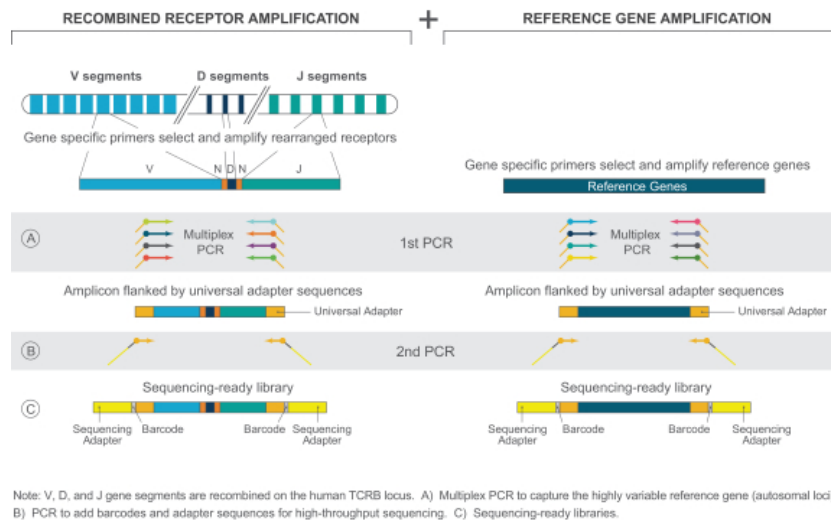 RECOMBINED RECEPTOR AMPLIFICATION + REFERENCE GENE AMPLIFICATION
V segments D segments J segments
Gene specific primers select and amplify rearranged receptors
V N D N J
Gene specific primers select and amplify reference genes
Reference Genes
A Multiplex PCR 1st PCR Multiplex PCR
Amplicon flanked by universal adapter sequences Amplicon flanked by universal adapter sequences
Universal Adapter Universal Adapter
B 2nd PCR
Sequencing-ready library Sequencing-ready library
C
Sequencing Adapter Barcode Barcode Sequencing Adapter Sequencing Adapter Barcode Barcode Sequencing Adapter
Note: V, D, and J gene segments are recombined on the human TCRB locus. A) Multiplex PCR to capture the highly variable reference gene (autosomal loci
B) PCR to add barcodes and adapter sequences for high-throughput sequencing. C) Sequencing-ready libraries.